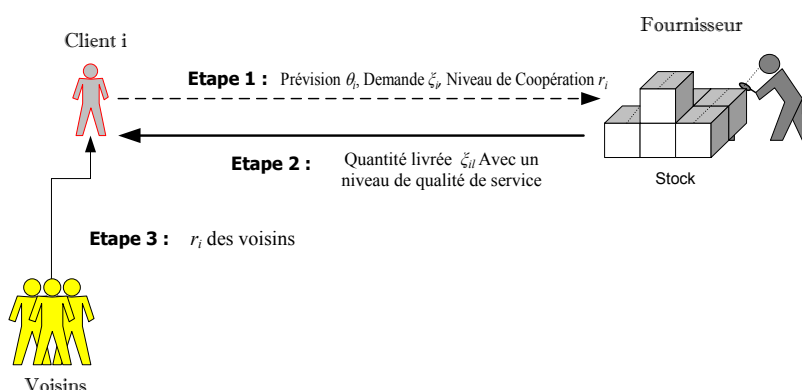 Fournisseur
Client i
Etape 1 : Prévision θi, Demande ξi, Niveau de Coopération ri
Etape 2 : Quantité livrée ξil Avec un
niveau de qualité de service
Stock
Etape 3 : ri des voisins
Voisins